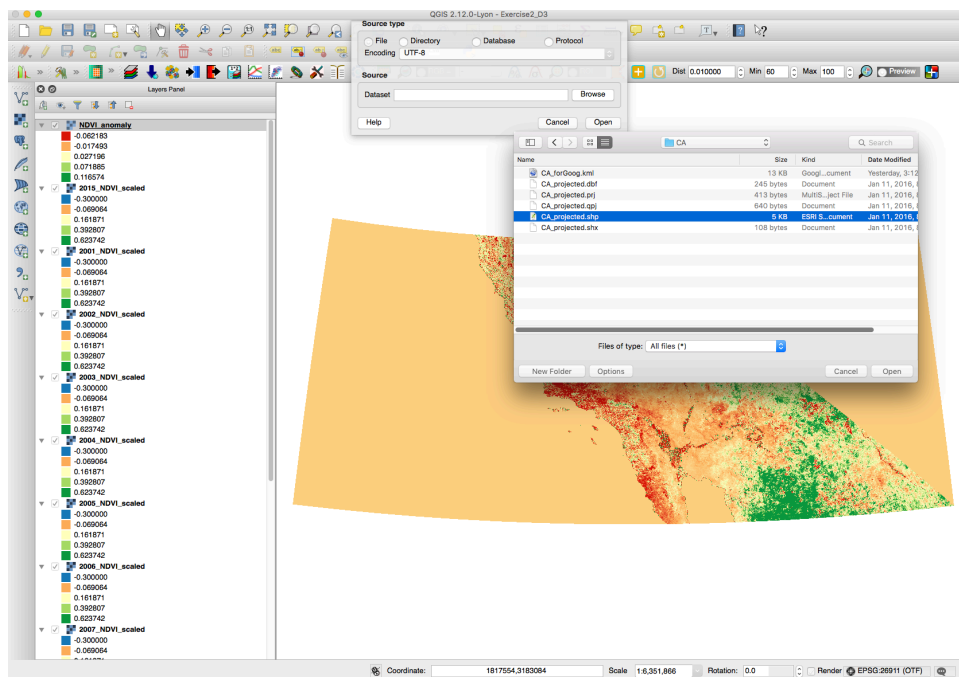 QGIS 2.12.0-Lyon - Exercise2_D3
Source type
File Directory Database Protocol
Encoding UTF-8
Source
Dataset Browse
Help Cancel Open
Dist 0.010000 Min 60 Max 100 Preview
Layers Panel
NDVI_anomaly
-0.062183
-0.017493
0.027196
0.071885
0.116574
2015_NDVI_scaled
-0.300000
-0.069064
0.161871
0.392807
0.623742
2001_NDVI_scaled
-0.300000
-0.069064
0.161871
0.392807
0.623742
2002_NDVI_scaled
-0.300000
-0.069064
0.161871
0.392807
0.623742
2003_NDVI_scaled
-0.300000
-0.069064
0.161871
0.392807
0.623742
2004_NDVI_scaled
-0.300000
-0.069064
0.161871
0.392807
0.623742
2005_NDVI_scaled
-0.300000
-0.069064
0.161871
0.392807
0.623742
2006_NDVI_scaled
-0.300000
-0.069064
0.161871
0.392807
0.623742
2007_NDVI_scaled
-0.300000
-0.069064
CA Search
Name Size Kind Date Modified
CA_forGoog.kml 13 KB Googl...cument Yesterday, 3:12
CA_projected.dbf 245 bytes Document Jan 11, 2016,
CA_projected.prj 413 bytes MultiS...ject File Jan 11, 2016,
CA_projected.qpj 640 bytes Document Jan 11, 2016,
CA_projected.shp 5 KB ESRI S...cument Jan 11, 2016,
CA_projected.shx 108 bytes Document Jan 11, 2016,
Files of type: All files (*)
New Folder Options Cancel Open
Coordinate: 1817554,3183084 Scale 1:6,351,866 Rotation: 0.0 Render EPSG:26911 (OTF)